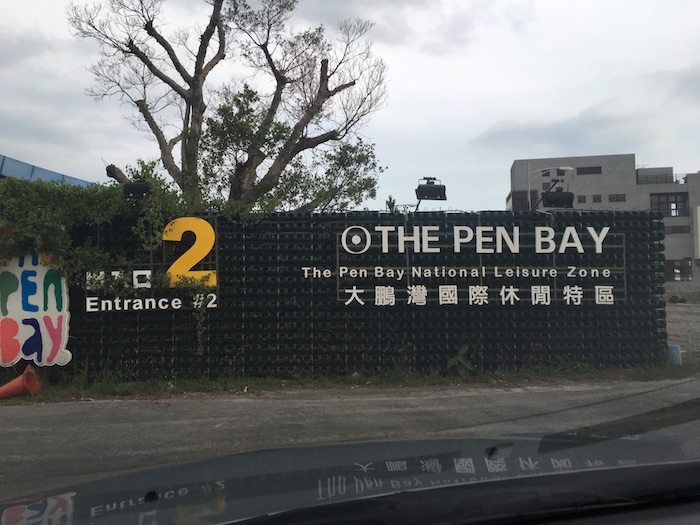 THE PEN BAY
The Pen Bay National Leisure Zone
大鵬灣國際休閒特區
2
Entrance #2
PEN
Bay